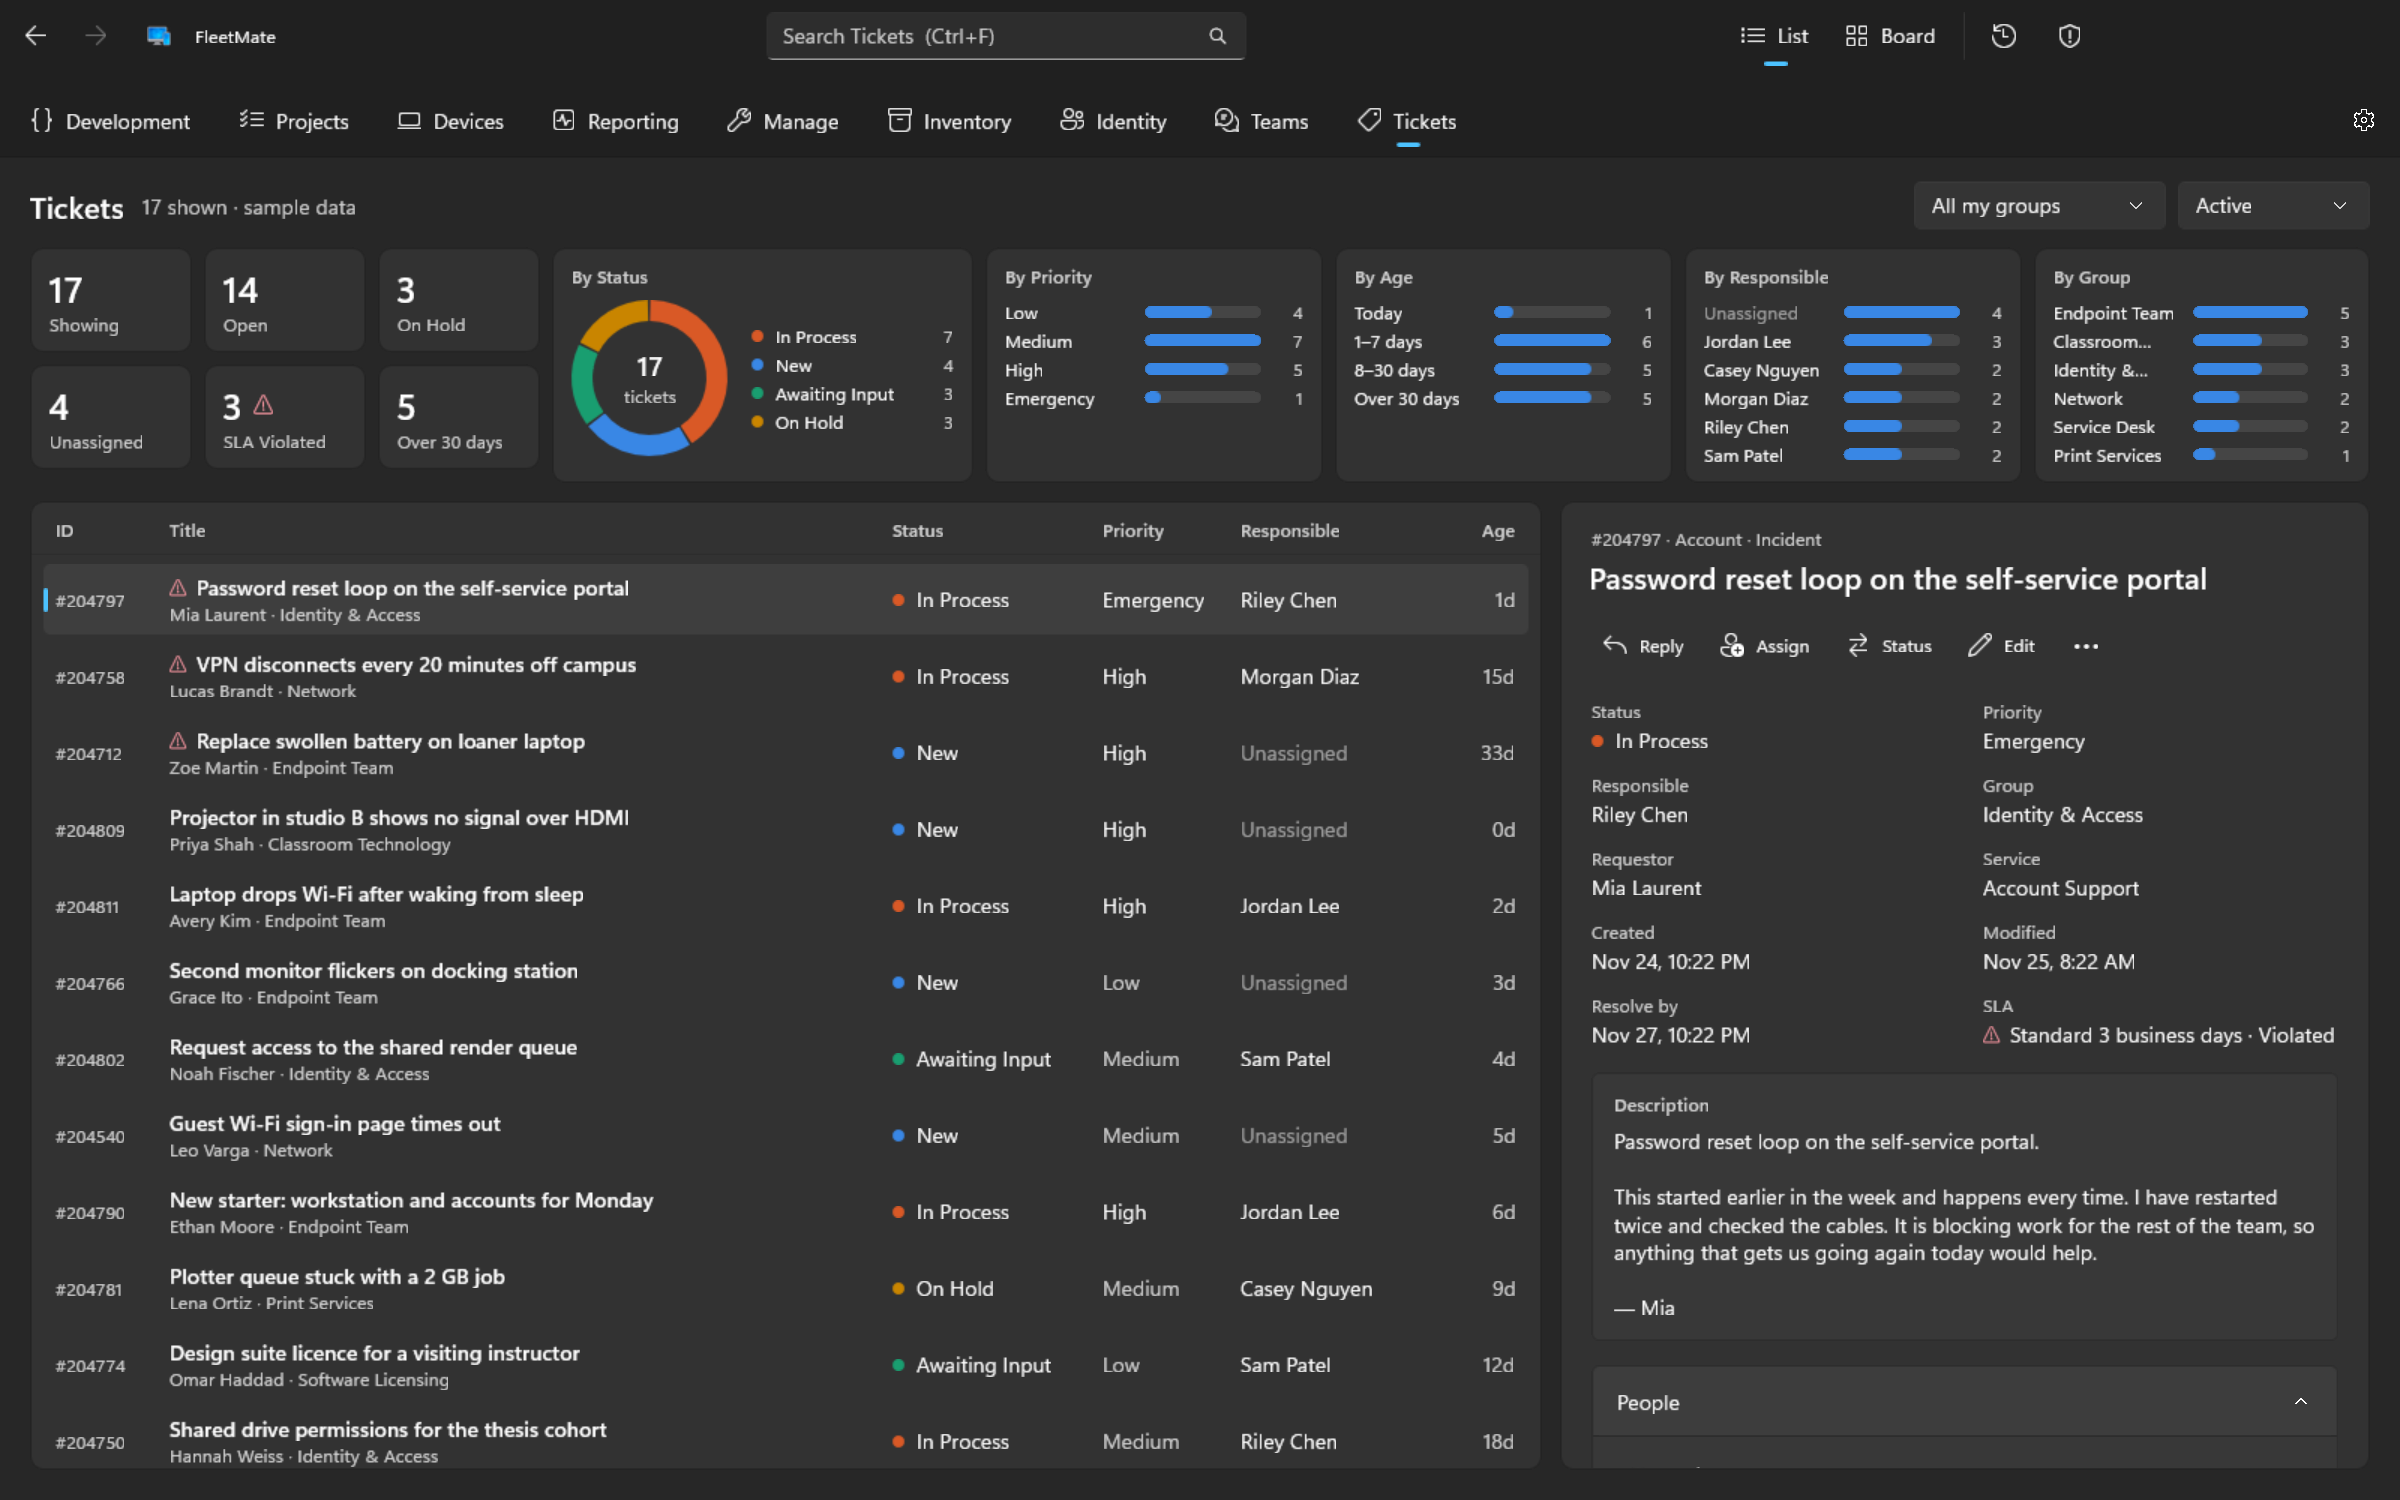 FleetMate
Search Tickets (Ctrl+F)
List
Board
Development
Projects
Devices
Reporting
Manage
Inventory
Identity
Teams
Tickets
Tickets
17 shown · sample data
All my groups
Active
17
Showing
14
Open
3
On Hold
4
Unassigned
3
SLA Violated
5
Over 30 days
By Status
17
tickets
In Process 7
New 4
Awaiting Input 3
On Hold 3
By Priority
Low 4
Medium 7
High 5
Emergency 1
By Age
Today 1
1–7 days 6
8–30 days 5
Over 30 days 5
By Responsible
Unassigned 4
Jordan Lee 3
Casey Nguyen 2
Morgan Diaz 2
Riley Chen 2
Sam Patel 2
By Group
Endpoint Team 5
Classroom... 3
Identity &... 3
Network 2
Service Desk 2
Print Services 1
ID Title Status Priority Responsible Age
#204797 Password reset loop on the self-service portal In Process Emergency Riley Chen 1d
Mia Laurent · Identity & Access
#204758 VPN disconnects every 20 minutes off campus In Process High Morgan Diaz 15d
Lucas Brandt · Network
#204712 Replace swollen battery on loaner laptop New High Unassigned 33d
Zoe Martin · Endpoint Team
#204809 Projector in studio B shows no signal over HDMI New High Unassigned 0d
Priya Shah · Classroom Technology
#204811 Laptop drops Wi-Fi after waking from sleep In Process High Jordan Lee 2d
Avery Kim · Endpoint Team
#204766 Second monitor flickers on docking station New Low Unassigned 3d
Grace Ito · Endpoint Team
#204802 Request access to the shared render queue Awaiting Input Medium Sam Patel 4d
Noah Fischer · Identity & Access
#204540 Guest Wi-Fi sign-in page times out New Medium Unassigned 5d
Leo Varga · Network
#204790 New starter: workstation and accounts for Monday In Process High Jordan Lee 6d
Ethan Moore · Endpoint Team
#204781 Plotter queue stuck with a 2 GB job On Hold Medium Casey Nguyen 9d
Lena Ortiz · Print Services
#204774 Design suite licence for a visiting instructor Awaiting Input Low Sam Patel 12d
Omar Haddad · Software Licensing
#204750 Shared drive permissions for the thesis cohort In Process Medium Riley Chen 18d
Hannah Weiss · Identity & Access
#204797 · Account · Incident
Password reset loop on the self-service portal
Reply
Assign
Status
Edit
Status Priority
In Process Emergency
Responsible Group
Riley Chen Identity & Access
Requestor Service
Mia Laurent Account Support
Created Modified
Nov 24, 10:22 PM Nov 25, 8:22 AM
Resolve by SLA
Nov 27, 10:22 PM Standard 3 business days · Violated
Description
Password reset loop on the self-service portal.
This started earlier in the week and happens every time. I have restarted
twice and checked the cables. It is blocking work for the rest of the team, so
anything that gets us going again today would help.
— Mia
People